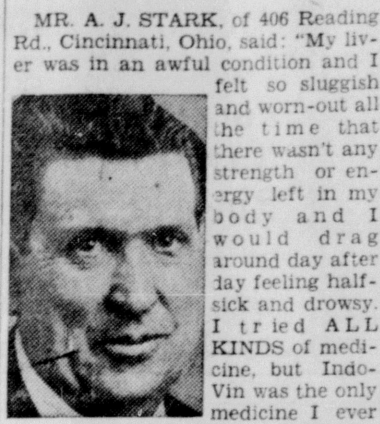 MR. A. J. STARK, of 406 Reading
Rd., Cincinnati, Ohio, said: "My liv-
er was in an awful condition and I
felt so sluggish
and worn-out all
the time that
there wasn't any
strength or en-
ergy left in my
body and I
would drag
around day after
day feeling half-
sick and drowsy.
I tried ALL
KINDS of medi-
cine, but Indo-
Vin was the only
medicine I ever